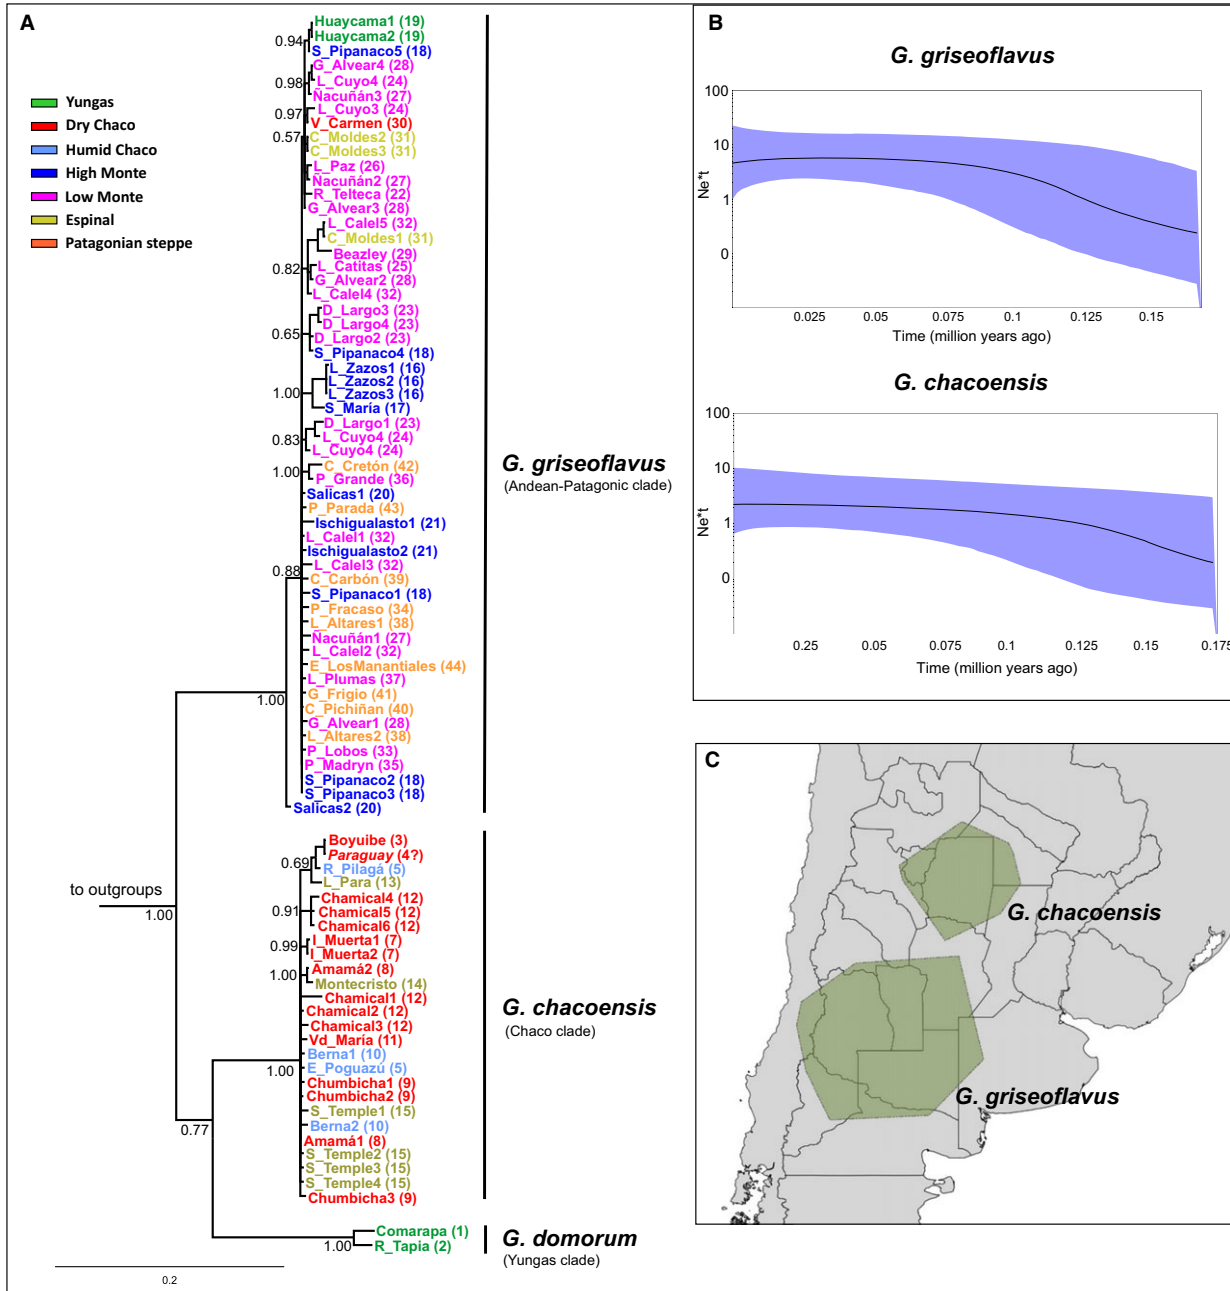 A
Yungas
Dry Chaco
Humid Chaco
High Monte
Low Monte
Espinal
Patagonian steppe
Huaycama1 (19)
Huaycama2 (19)
0.94
S_Pipanaco5 (18)
G_Alvear4 (28)
0.98
L_Cuyo4 (24)
Ñacuñán3 (27)
0.97
L_Cuyo3 (24)
V_Carmen (30)
0.57
C_Moldes2 (31)
C_Moldes3 (31)
L_Paz (26)
Ñacuñán2 (27)
R_Telteca (22)
G_Alvear3 (28)
L_Calel5 (32)
C_Moldes1 (31)
Beazley (29)
0.82
L_Catitas (25)
G_Alvear2 (28)
L_Calel4 (32)
D_Largo3 (23)
D_Largo4 (23)
0.65
D_Largo2 (23)
S_Pipanaco4 (18)
L_Zazos1 (16)
L_Zazos2 (16)
1.00
L_Zazos3 (16)
S_María (17)
D_Largo1 (23)
0.83
L_Cuyo4 (24)
L_Cuyo4 (24)
C_Cretón (42)
1.00
P_Grande (36)
Salicas1 (20)
P_Parada (43)
Ischigualasto1 (21)
L_Calel1 (32)
Ischigualasto2 (21)
L_Calel3 (32)
0.88
C_Carbón (39)
S_Pipanaco1 (18)
P_Fracaso (34)
L_Altares1 (38)
Ñacuñán1 (27)
L_Calel2 (32)
E_LosManantiales (44)
L_Plumas (37)
G_Frigio (41)
1.00
C_Pichiñan (40)
G_Alvear1 (28)
L_Altares2 (38)
P_Lobos (33)
P_Madryn (35)
S_Pipanaco2 (18)
S_Pipanaco3 (18)
Salicas2 (20)
G. griseoflavus
(Andean-Patagonic clade)
to outgroups
1.00
Boyuibe (3)
Paraguay (4?)
0.69
R_Pilagá (5)
L_Para (13)
Chamical4 (12)
0.91
Chamical5 (12)
Chamical6 (12)
I_Muerta1 (7)
0.99
I_Muerta2 (7)
Amamá2 (8)
1.00
Montecristo (14)
Chamical1 (12)
Chamical2 (12)
Chamical3 (12)
Vd_María (11)
Berna1 (10)
1.00
E_Poguazú (5)
Chumbicha1 (9)
Chumbicha2 (9)
S_Temple1 (15)
Berna2 (10)
Amamá1 (8)
S_Temple2 (15)
S_Temple3 (15)
S_Temple4 (15)
Chumbicha3 (9)
G. chacoensis
(Chaco clade)
0.77
Comarapa (1)
1.00
R_Tapia (2)
G. domorum
(Yungas clade)
0.2
B
G. griseoflavus
100
10
1
0
Ne*t
0.025 0.05 0.075 0.1 0.125 0.15
Time (million years ago)
G. chacoensis
100
10
1
0
Ne*t
0.25 0.05 0.075 0.1 0.125 0.15 0.175
Time (million years ago)
C
G. chacoensis
G. griseoflavus